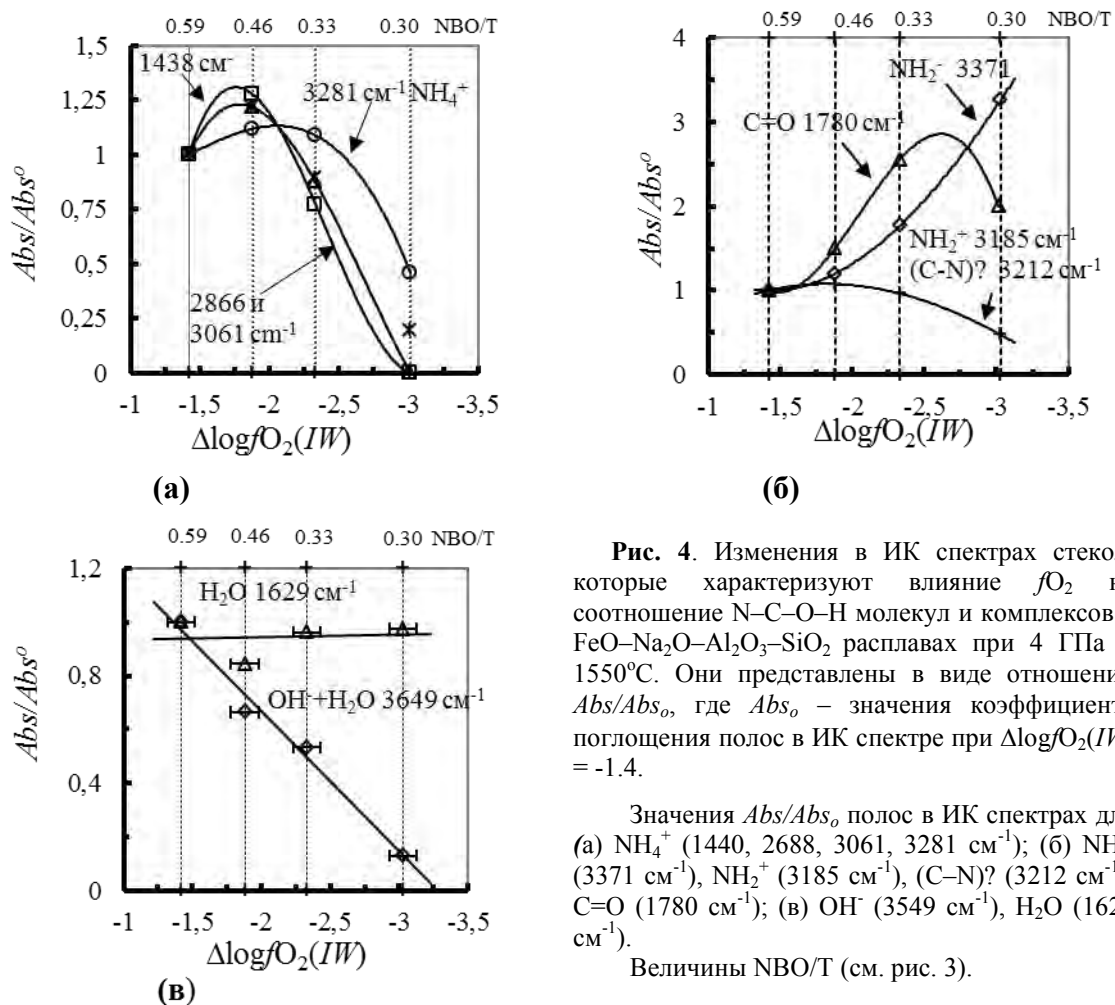 0.59 0.46 0.33 0.30 NBO/T
1,5
1,25
1
0,75
0,5
0,25
0
Abs/Abs⁰
1438 см⁻
3281 см⁻¹ NH₄⁺
2866 и
3061 cm⁻¹
-1 -1,5 -2 -2,5 -3 -3,5
ΔlogfO₂(IW)
(а)
0.59 0.46 0.33 0.30 NBO/T
4
3
2
1
0
Abs/Abs⁰
NH₂⁻ 3371
C=O 1780 см⁻¹
NH₂⁺ 3185 см⁻¹
(C-N)? 3212 см⁻¹
-1 -1,5 -2 -2,5 -3 -3,5
ΔlogfO₂(IW)
(б)
0.59 0.46 0.33 0.30 NBO/T
1,2
0,8
0,4
0
Abs/Abs⁰
H₂O 1629 см⁻¹
OH⁻+H₂O 3649 см⁻¹
-1 -1,5 -2 -2,5 -3 -3,5
ΔlogfO₂(IW)
(в)
Рис. 4. Изменения в ИК спектрах стекол
которые характеризуют влияние fO₂ в
соотношение N–C–O–H молекул и комплексов
FeO–Na₂O–Al₂O₃–SiO₂ расплавах при 4 ГПа
1550°С. Они представлены в виде отношени
Abs/Absₒ, где Absₒ – значения коэффициент
поглощения полос в ИК спектре при ΔlogfO₂(IW
= -1.4.
Значения Abs/Absₒ полос в ИК спектрах дл
(а) NH₄⁺ (1440, 2688, 3061, 3281 см⁻¹); (б) NH
(3371 см⁻¹), NH₂⁺ (3185 см⁻¹), (C–N)? (3212 см⁻¹
C=O (1780 см⁻¹); (в) OH⁻ (3549 см⁻¹), H₂O (162
см⁻¹).
Величины NBO/T (см. рис. 3).